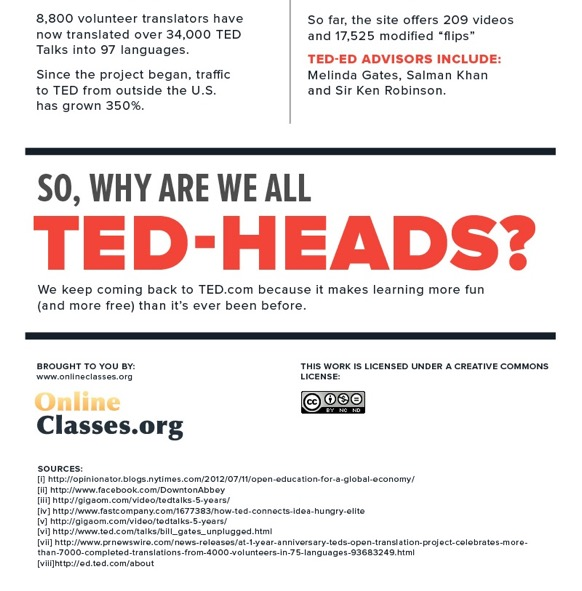 8,800 volunteer translators have
now translated over 34,000 TED
Talks into 97 languages.
Since the project began, traffic
to TED from outside the U.S.
has grown 350%.
So far, the site offers 209 videos
and 17,525 modified “flips”
TED-ED ADVISORS INCLUDE:
Melinda Gates, Salman Khan
and Sir Ken Robinson.
SO, WHY ARE WE ALL
TED-HEADS?
We keep coming back to TED.com because it makes learning more fun
(and more free) than it's ever been before.
BROUGHT TO YOU BY:
www.onlineclasses.org
Online
Classes.org
THIS WORK IS LICENSED UNDER A CREATIVE COMMONS
LICENSE:
cc
BY NC ND
SOURCES:
[i] http://opinionator.blogs.nytimes.com/2012/07/11/open-education-for-a-global-economy/
[ii] http://www.facebook.com/DowntonAbbey
[iii] http://gigaom.com/video/tedtalks-5-years/
[iv] http://www.fastcompany.com/1677383/how-ted-connects-idea-hungry-elite
[v] http://gigaom.com/video/tedtalks-5-years/
[vi] http://www.ted.com/talks/bill_gates_unplugged.html
[vii] http://www.prnewswire.com/news-releases/at-1-year-anniversary-teds-open-translation-project-celebrates-more-
than-7000-completed-translations-from-4000-volunteers-in-75-languages-93683249.html
[viii]http://ed.ted.com/about